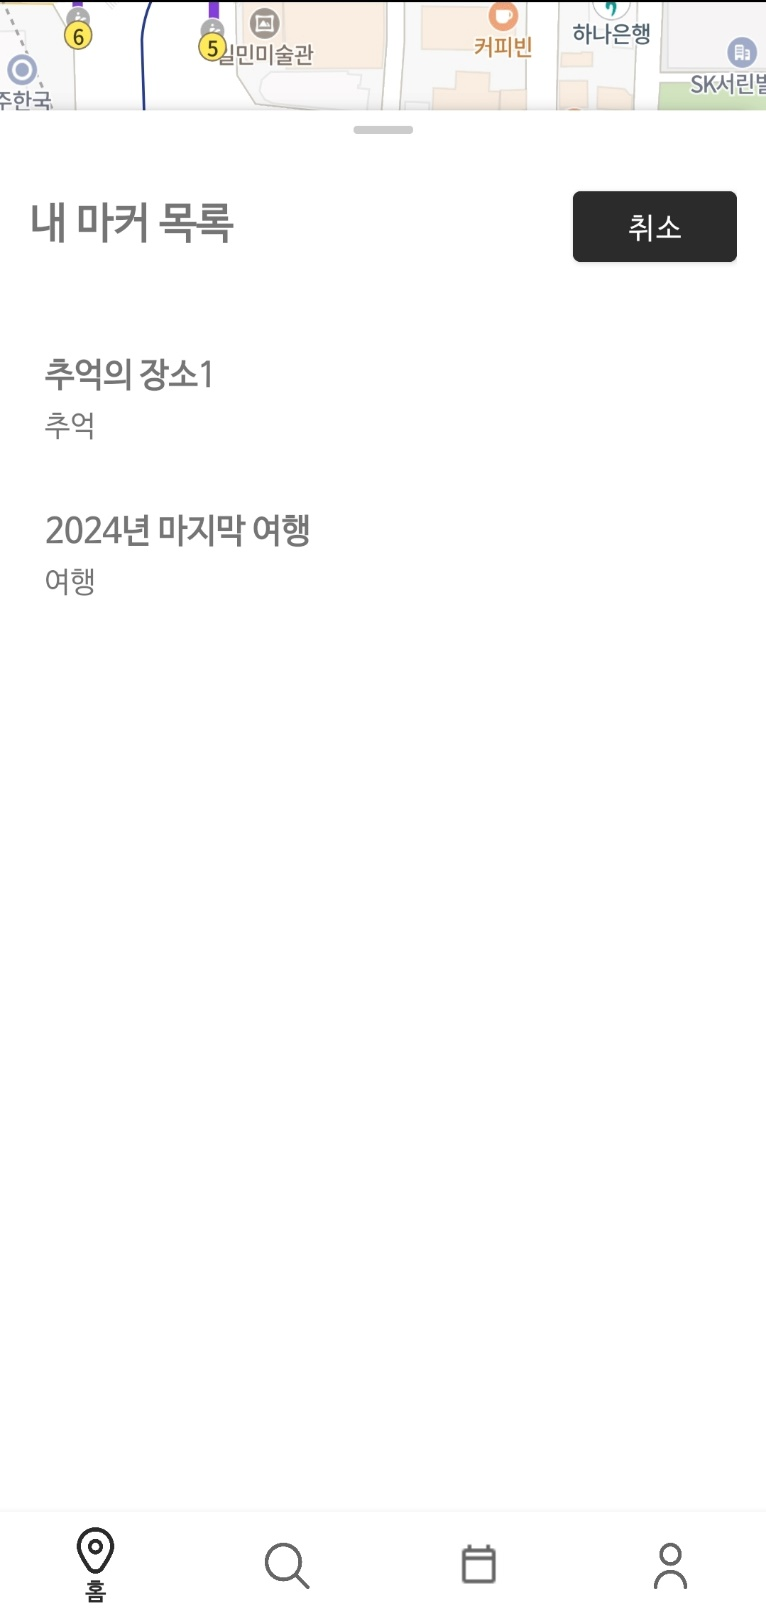 6
5
일민미술관
커피빈
하나은행
SK서린빌
주한국
내 마커 목록
취소
추억의 장소1
추억
2024년 마지막 여행
여행
홈